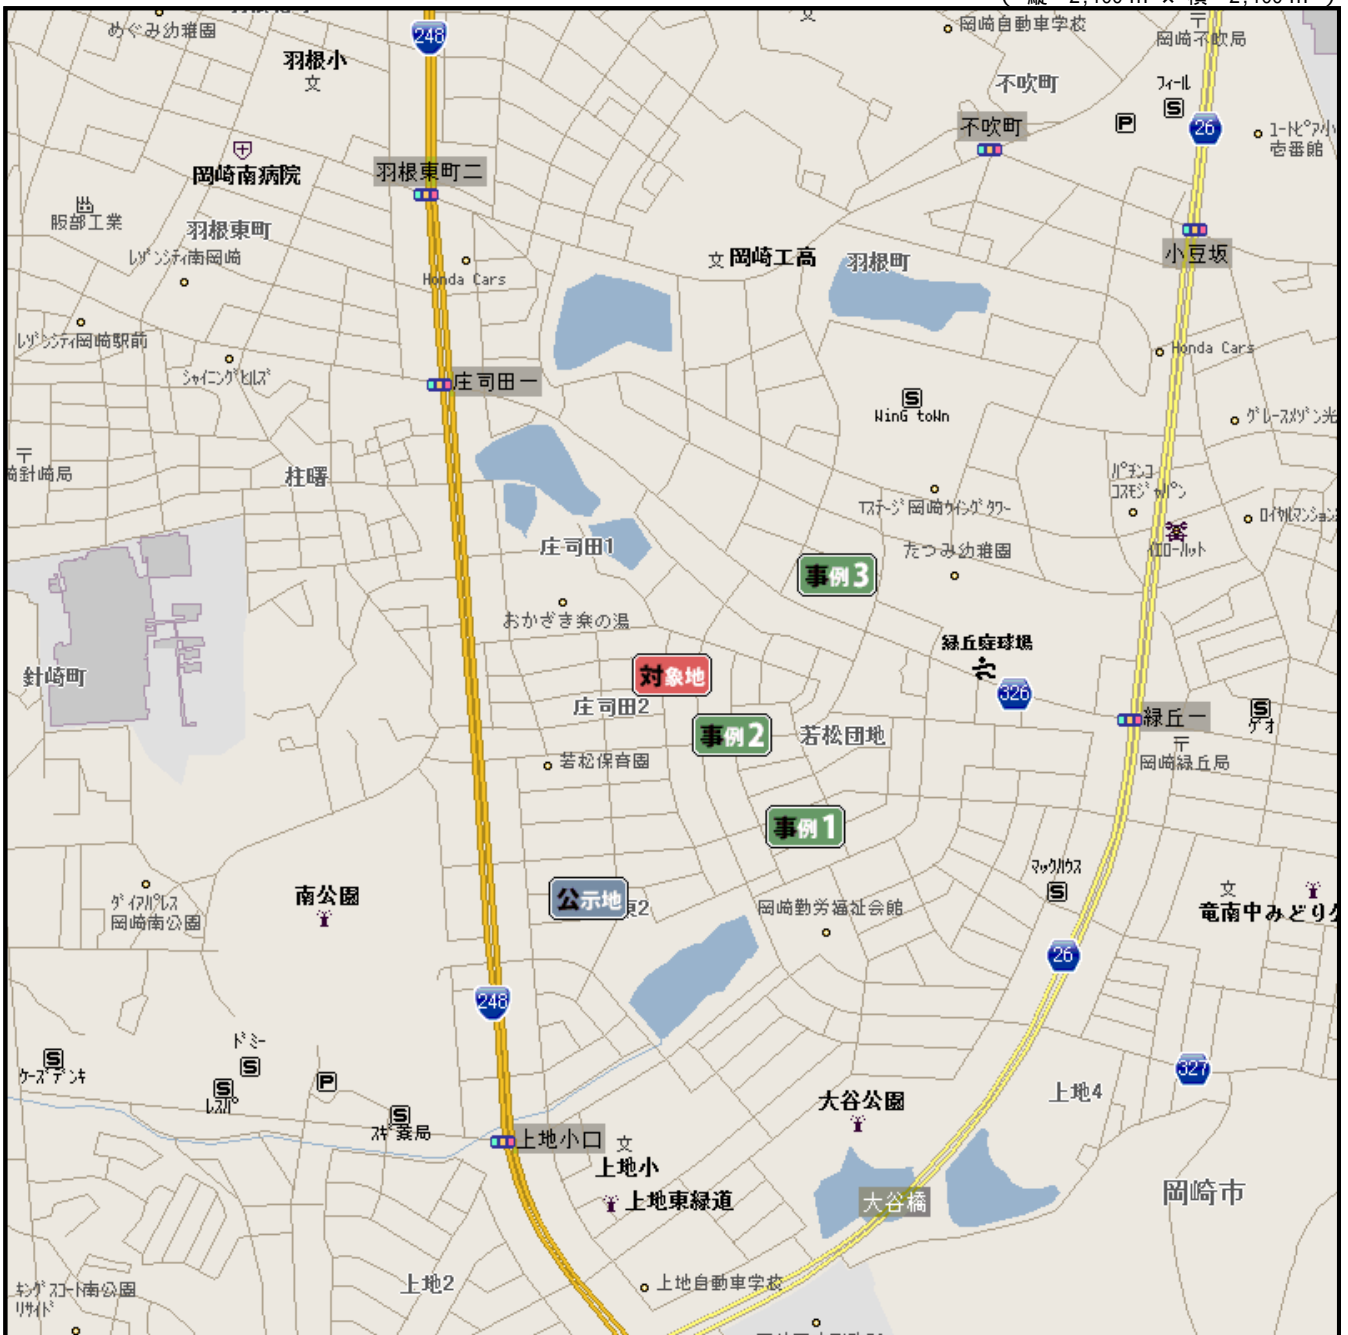 めぐみ幼稚園
248
文
岡崎自動車学校
〒
岡崎不吹局
羽根小
文
不吹町
フィール
S
P
不吹町
26
ユートピア小
壱番館
岡崎南病院
羽根東町二
服部工業
羽根東町
小豆坂
レジデンシティ南岡崎
文 岡崎工高
羽根町
Honda Cars
Honda Cars
シャイニングヒルズ
庄司田一
S
WinG toWn
グレースメゾン光
〒
崎針崎局
柱曙
パチンコ
コスモジャパン
Tステージ岡崎ウイングタワー
ロイヤルマンション
庄司田1
たつみ幼稚園
イエローハット
事例3
おかざき楽の湯
緑丘庭球場
針崎町
対象地
326
庄司田2
S
ゲオ
緑丘一
事例2
若松団地
〒
岡崎緑丘局
若松保育園
事例1
マックハウス
S
ダイアパレス
岡崎南公園
南公園
公示地
東2
岡崎勤労福祉会館
文
竜南中みどり公
26
248
ドミー
S
S
ケーズデンキ
P
327
S
レスパ
上地4
大谷公園
S
スギ薬局
上地小口
文
上地小
岡崎市
上地東緑道
大谷橋
上地2
上地自動車学校
キングスコート南公園
リサイド